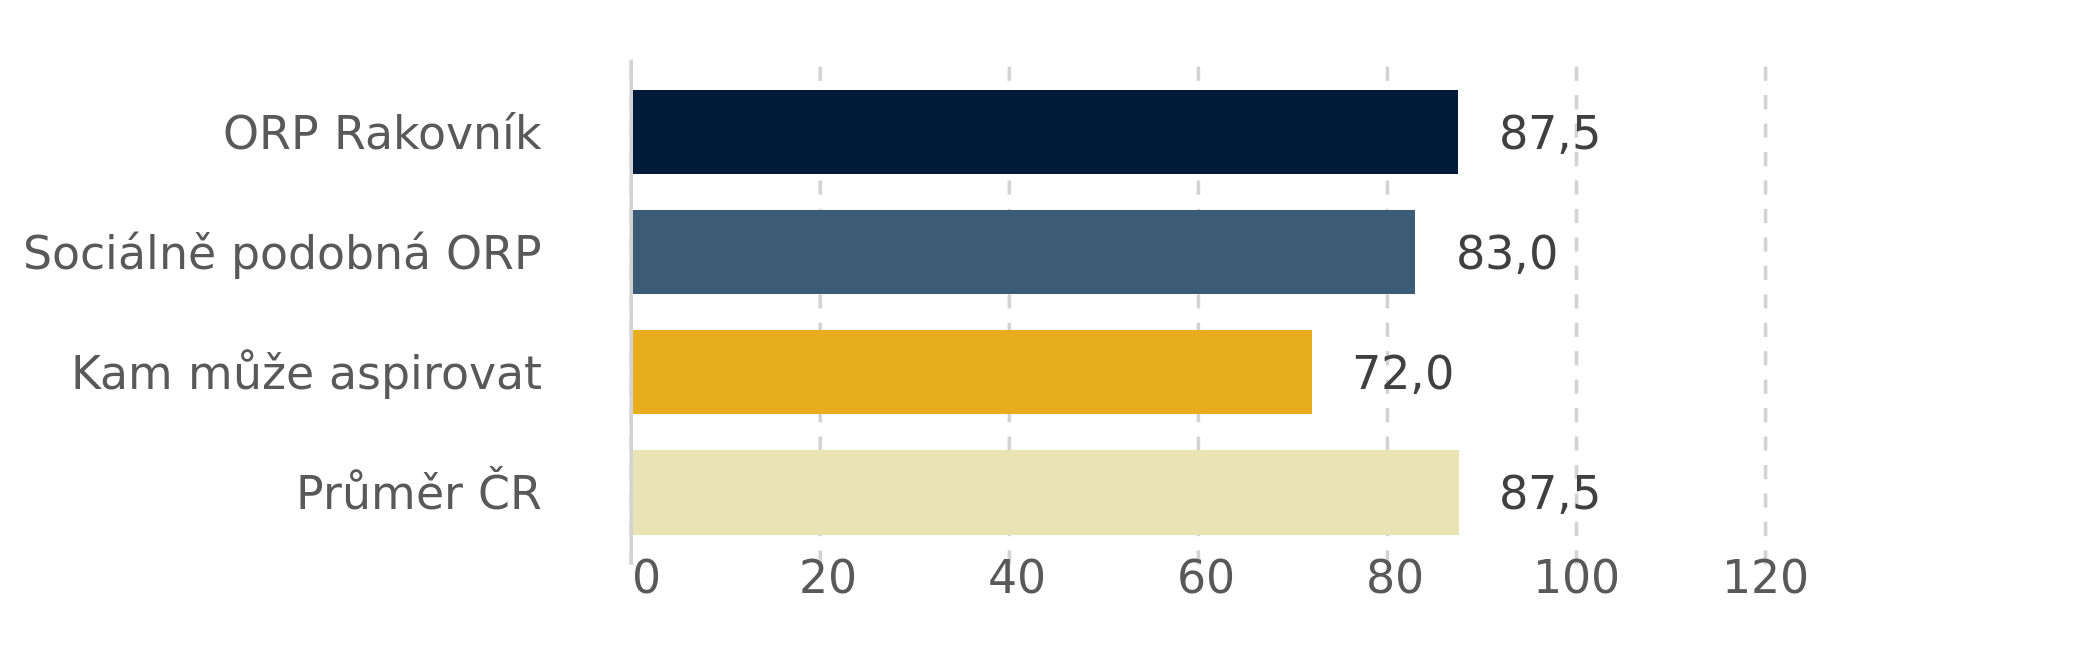 ORP Rakovník 87,5
Sociálně podobná ORP 83,0
Kam může aspirovat 72,0
Průměr ČR 87,5
0 20 40 60 80 100 120